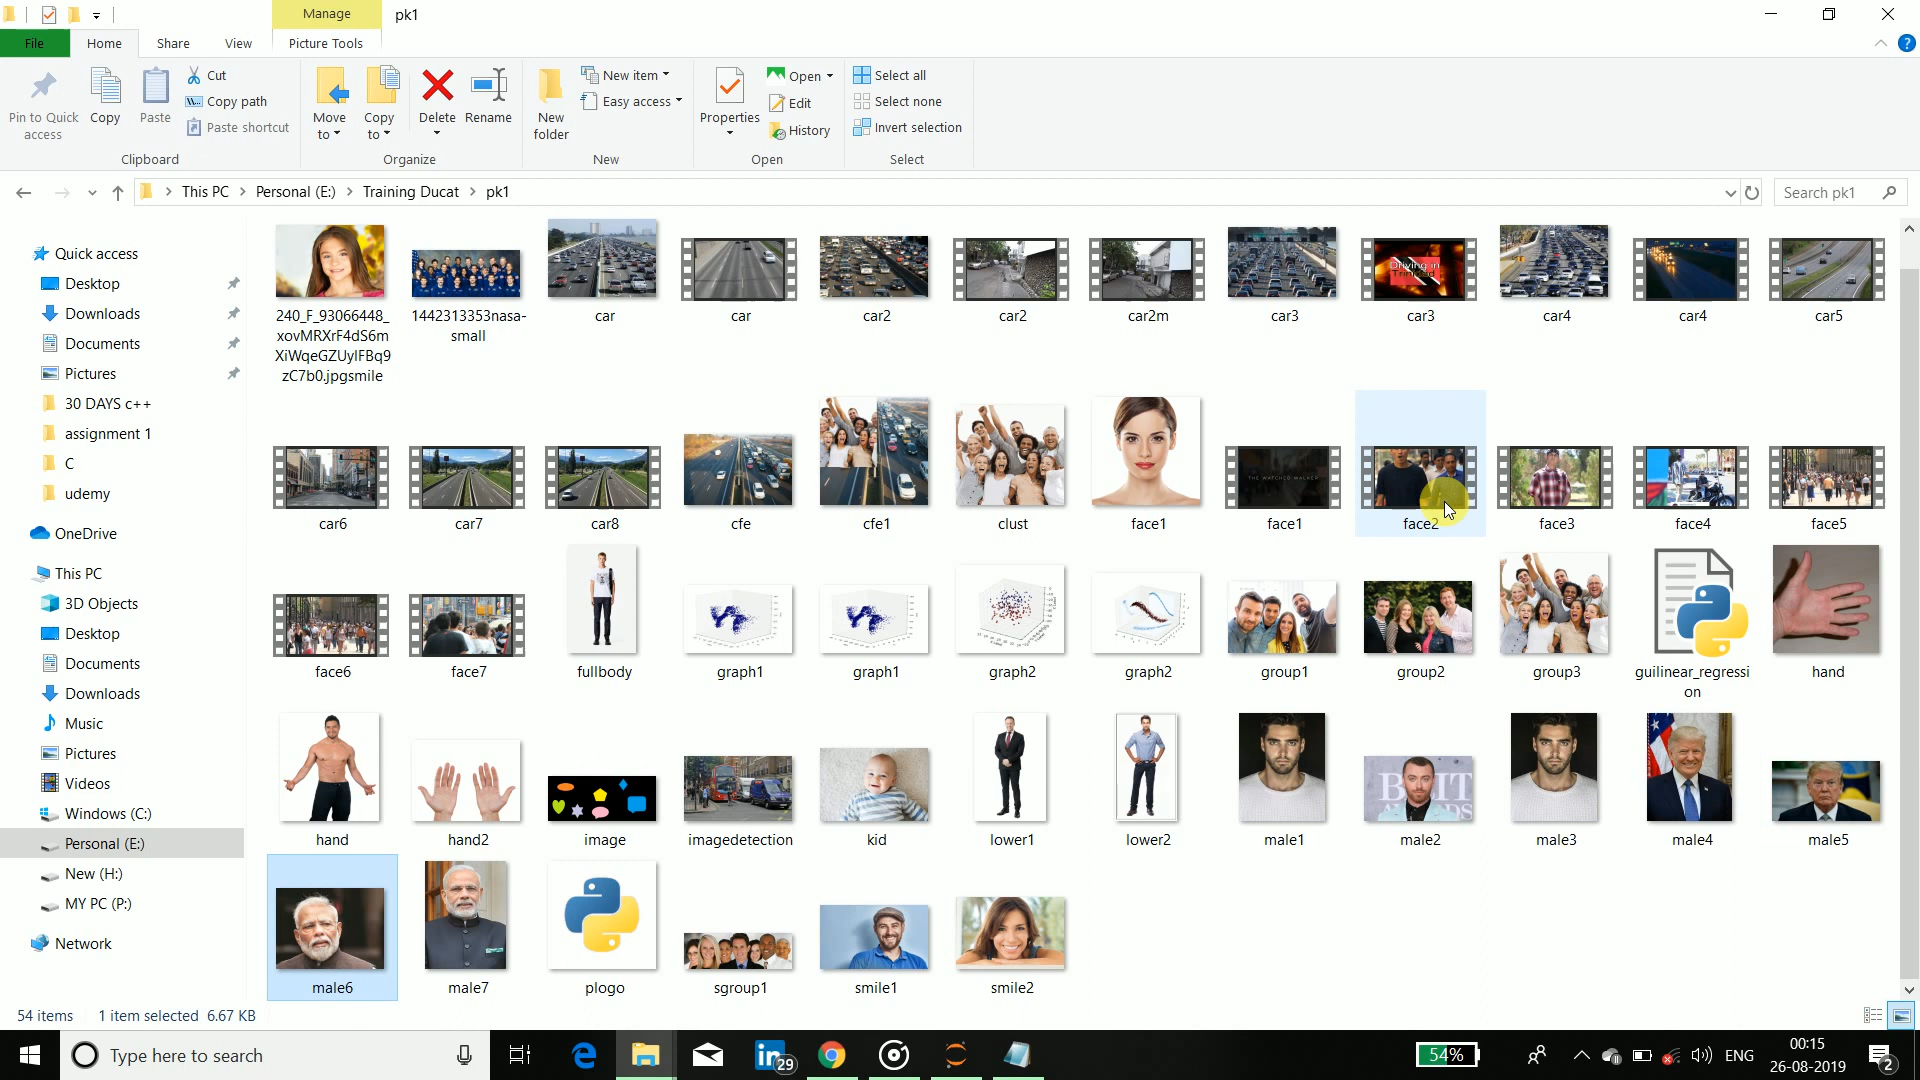 Manage
pk1
File
Home
Share
View
Picture Tools
Pin to Quick access
Copy
Paste
Cut
Copy path
Paste shortcut
Clipboard
Move to
Copy to
Delete
Rename
Organize
New folder
New item
Easy access
New
Properties
Open
Edit
History
Open
Select all
Select none
Invert selection
Select
This PC
Personal (E:)
Training Ducat
pk1
Search pk1
Quick access
Desktop
Downloads
Documents
Pictures
30 DAYS c++
assignment 1
C
udemy
OneDrive
This PC
3D Objects
Desktop
Documents
Downloads
Music
Pictures
Videos
Windows (C:)
Personal (E:)
New (H:)
MY PC (P:)
Network
Driving in
Trinidad
240_F_93066448_
xovMRXrF4dS6m
XiWqeGZUylFBq9
zC7b0.jpgsmile
1442313353nasa-
small
car
car
car2
car2
car2m
car3
car3
car4
car4
car5
THE WATCHED WALKER
car6
car7
car8
cfe
cfe1
clust
face1
face1
face2
face3
face4
face5
face6
face7
fullbody
graph1
graph1
graph2
graph2
group1
group2
group3
guilinear_regressi
on
hand
hand
hand2
image
imagedetection
kid
lower1
lower2
male1
male2
male3
male4
male5
male6
male7
plogo
sgroup1
smile1
smile2
54 items
1 item selected 6.67 KB
Type here to search
29
54%
ENG
00:15
26-08-2019
2